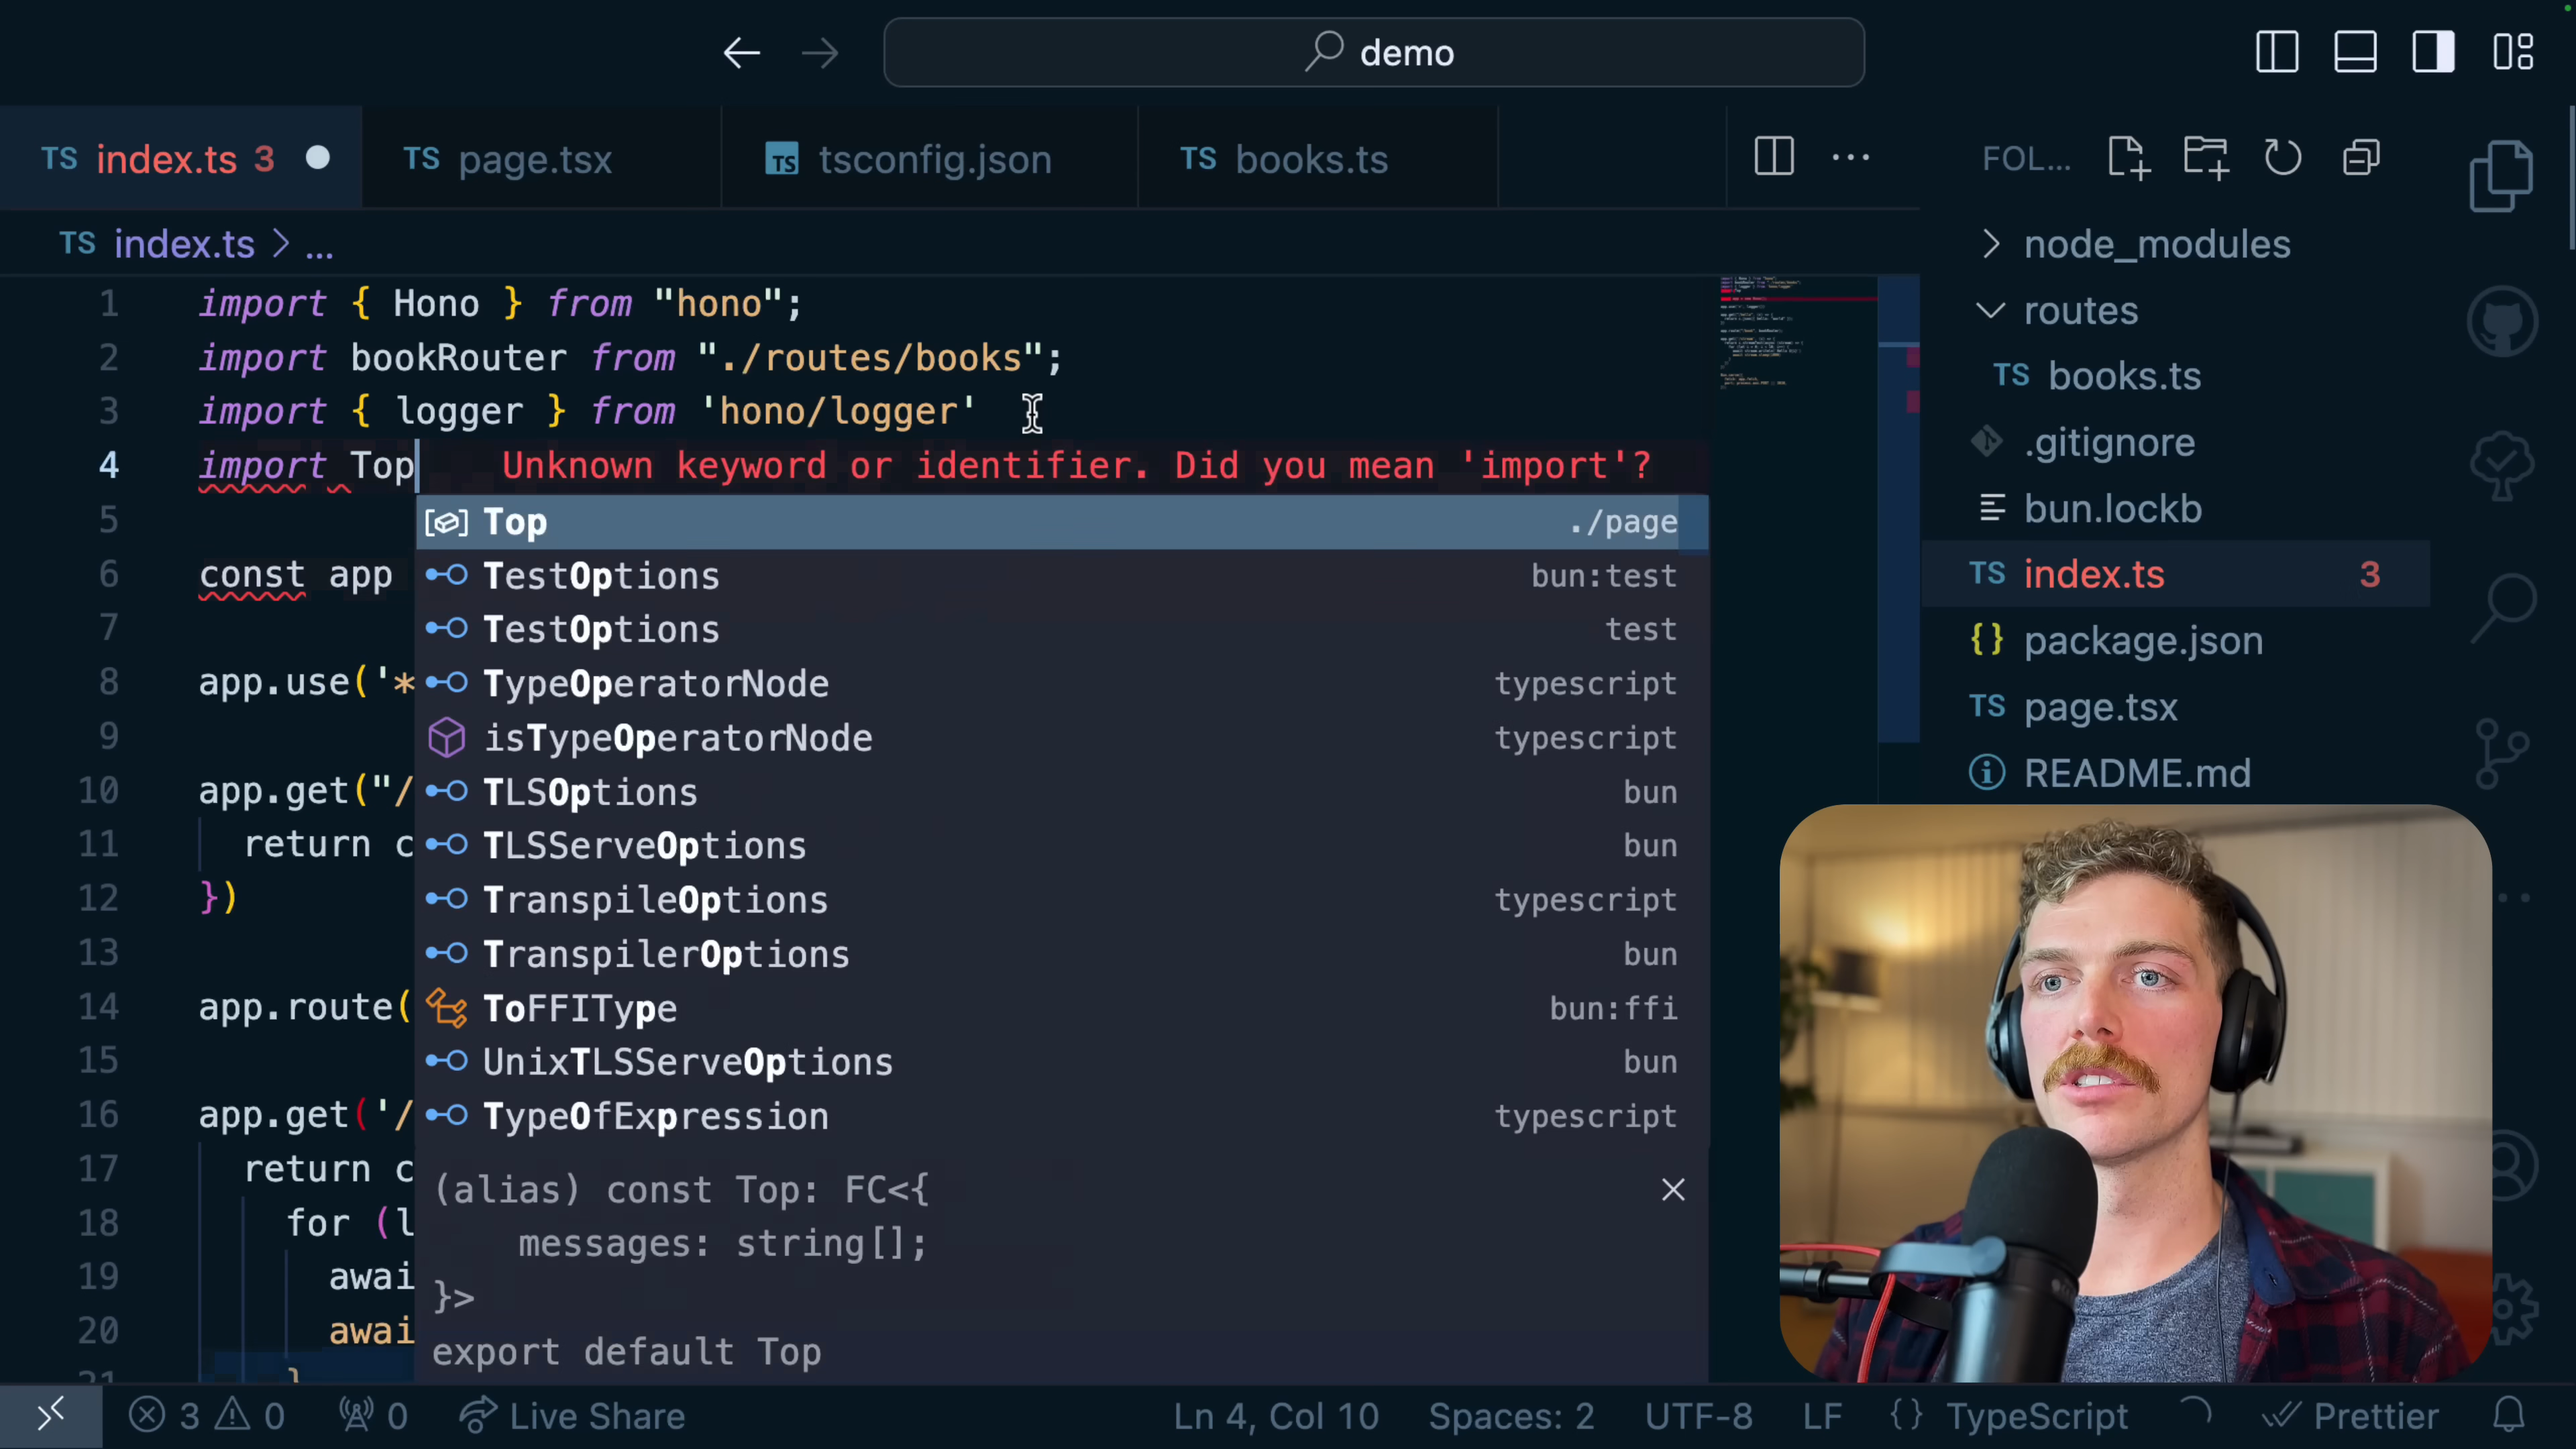 demo
TS index.ts 3
TS page.tsx
TS tsconfig.json
TS books.ts
FOL...
TS index.ts > ...
1 import { Hono } from "hono";
2 import bookRouter from "./routes/books";
3 import { logger } from 'hono/logger'
4 import Top Unknown keyword or identifier. Did you mean 'import'?
5
6 const app
7
8 app.use('*
9
10 app.get("/
11 return c
12 })
13
14 app.route(
15
16 app.get('/
17 return c
18 for (l
19 awai
20 awai
21 }
Top ./page
TestOptions bun:test
TestOptions test
TypeOperatorNode typescript
isTypeOperatorNode typescript
TLSOptions bun
TLSServeOptions bun
TranspileOptions typescript
TranspilerOptions bun
ToFFIType bun:ffi
UnixTLSServeOptions bun
TypeOfExpression typescript
(alias) const Top: FC<{
messages: string[];
}>
export default Top
node_modules
routes
TS books.ts
.gitignore
bun.lockb
TS index.ts 3
{} package.json
TS page.tsx
README.md
3 0 0 Live Share
Ln 4, Col 10 Spaces: 2 UTF-8 LF {} TypeScript Prettier